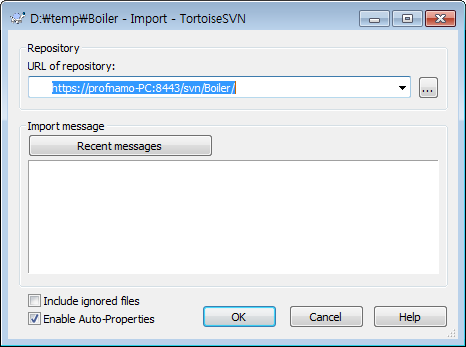 D:₩temp₩Boiler - Import - TortoiseSVN
Repository
URL of repository:
https://profnamo-PC:8443/svn/Boiler/
...
Import message
Recent messages
Include ignored files
Enable Auto-Properties
OK
Cancel
Help